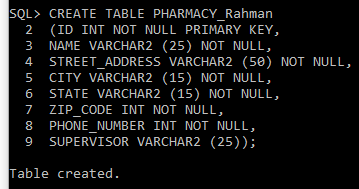 SQL> CREATE TABLE PHARMACY_Rahman
2 (ID INT NOT NULL PRIMARY KEY,
3 NAME VARCHAR2 (25) NOT NULL,
4 STREET_ADDRESS VARCHAR2 (50) NOT NULL,
5 CITY VARCHAR2 (15) NOT NULL,
6 STATE VARCHAR2 (15) NOT NULL,
7 ZIP_CODE INT NOT NULL,
8 PHONE_NUMBER INT NOT NULL,
9 SUPERVISOR VARCHAR2 (25));
Table created.